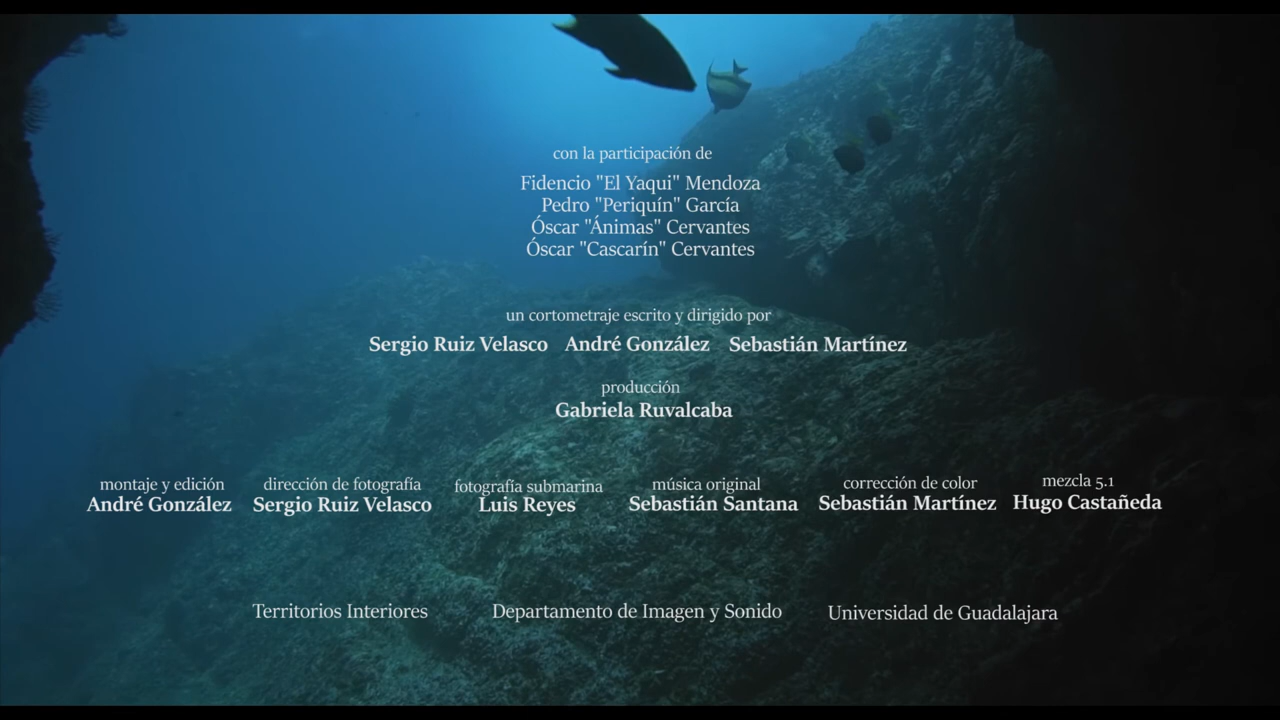 con la participación de
Fidencio "El Yaqui" Mendoza
Pedro "Periquín" García
Óscar "Ánimas" Cervantes
Óscar "Cascarín" Cervantes
un cortometraje escrito y dirigido por
Sergio Ruiz Velasco André González Sebastián Martínez
producción
Gabriela Ruvalcaba
montaje y edición dirección de fotografía fotografía submarina música original corrección de color mezcla 5.1
André González Sergio Ruiz Velasco Luis Reyes Sebastián Santana Sebastián Martínez Hugo Castañeda
Territorios Interiores Departamento de Imagen y Sonido Universidad de Guadalajara